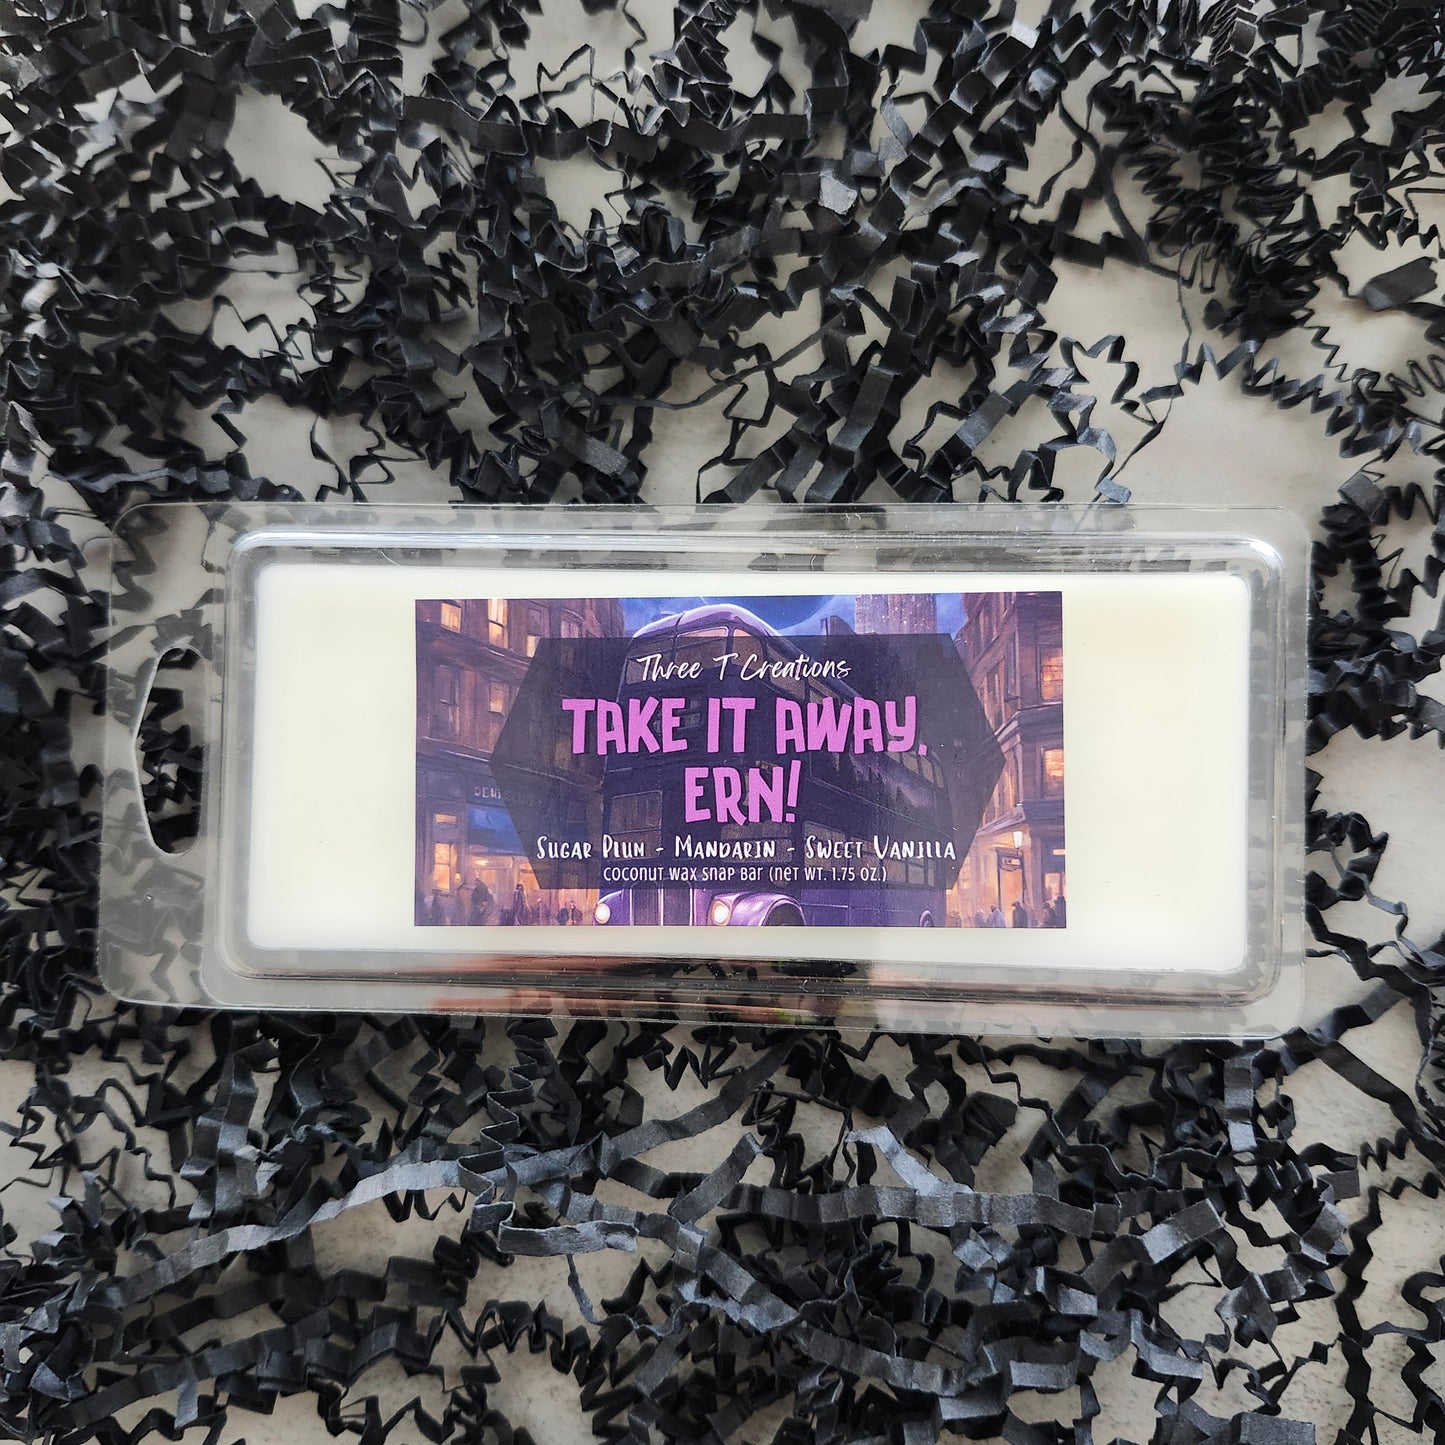 Three T Creations
TAKE IT AWAY,
ERN!
Sugar Plum - Mandarin - Sweet Vanilla
coconut wax snap bar (net wt. 1.75 oz.)